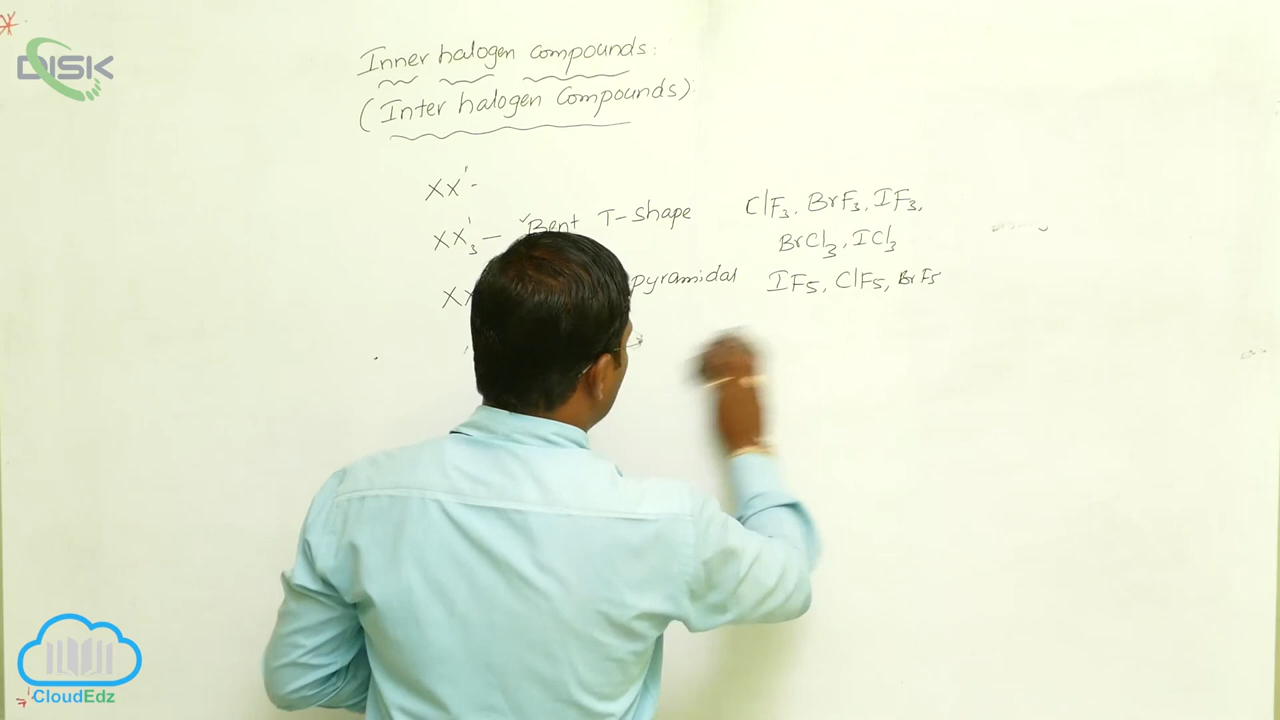 DISK
Inner halogen compounds:
(Inter halogen compounds):
XX' -
XX'₃ — Bent T-shape ClF₃, BrF₃, IF₃,
BrCl₃, ICl₃
pyramidal IF₅, ClF₅, BrF₅
CloudEdz